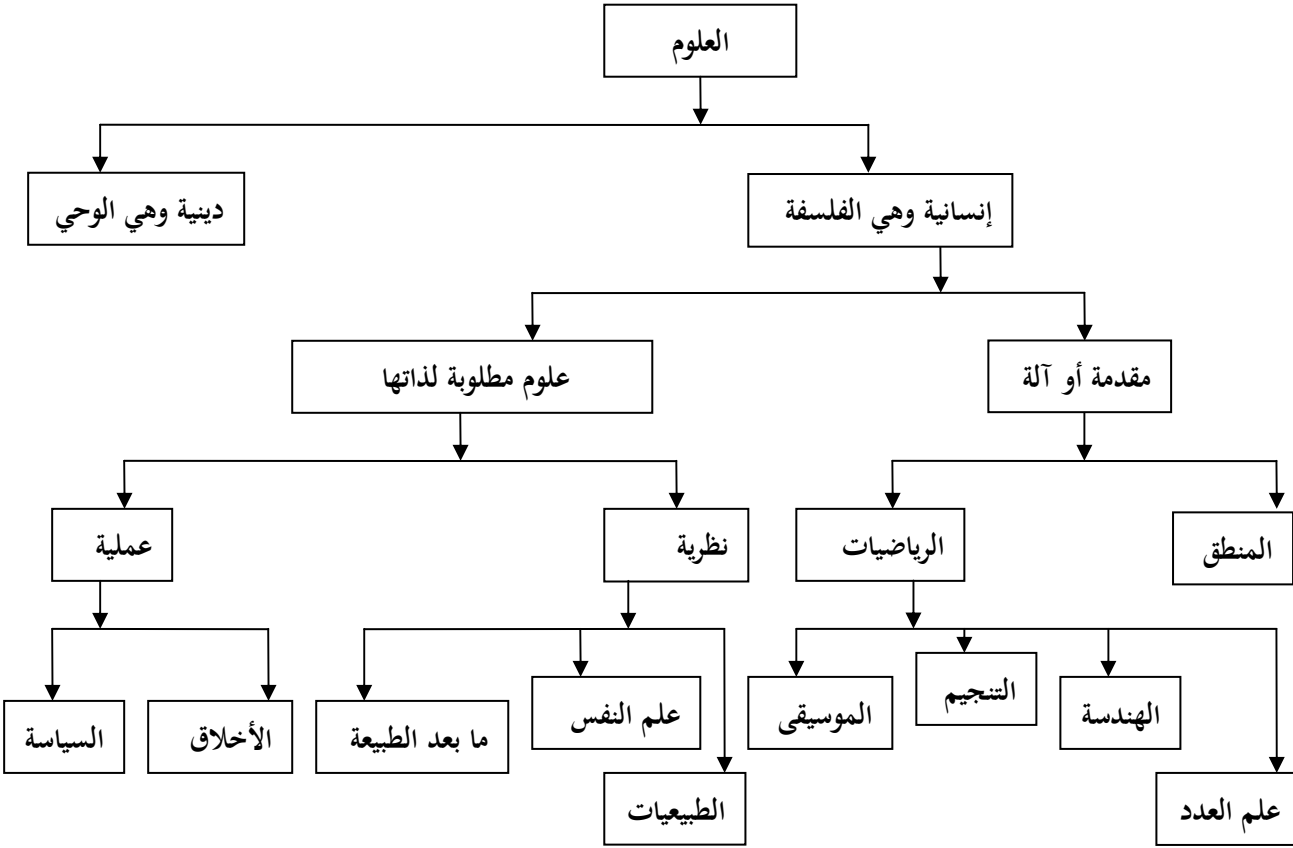 العلوم
إنسانية وهي الفلسفة
دينية وهي الوحي
مقدمة أو آلة
علوم مطلوبة لذاتها
المنطق
الرياضيات
نظرية
عملية
علم العدد
الهندسة
التنجيم
الموسيقى
الطبيعيات
علم النفس
ما بعد الطبيعة
الأخلاق
السياسة